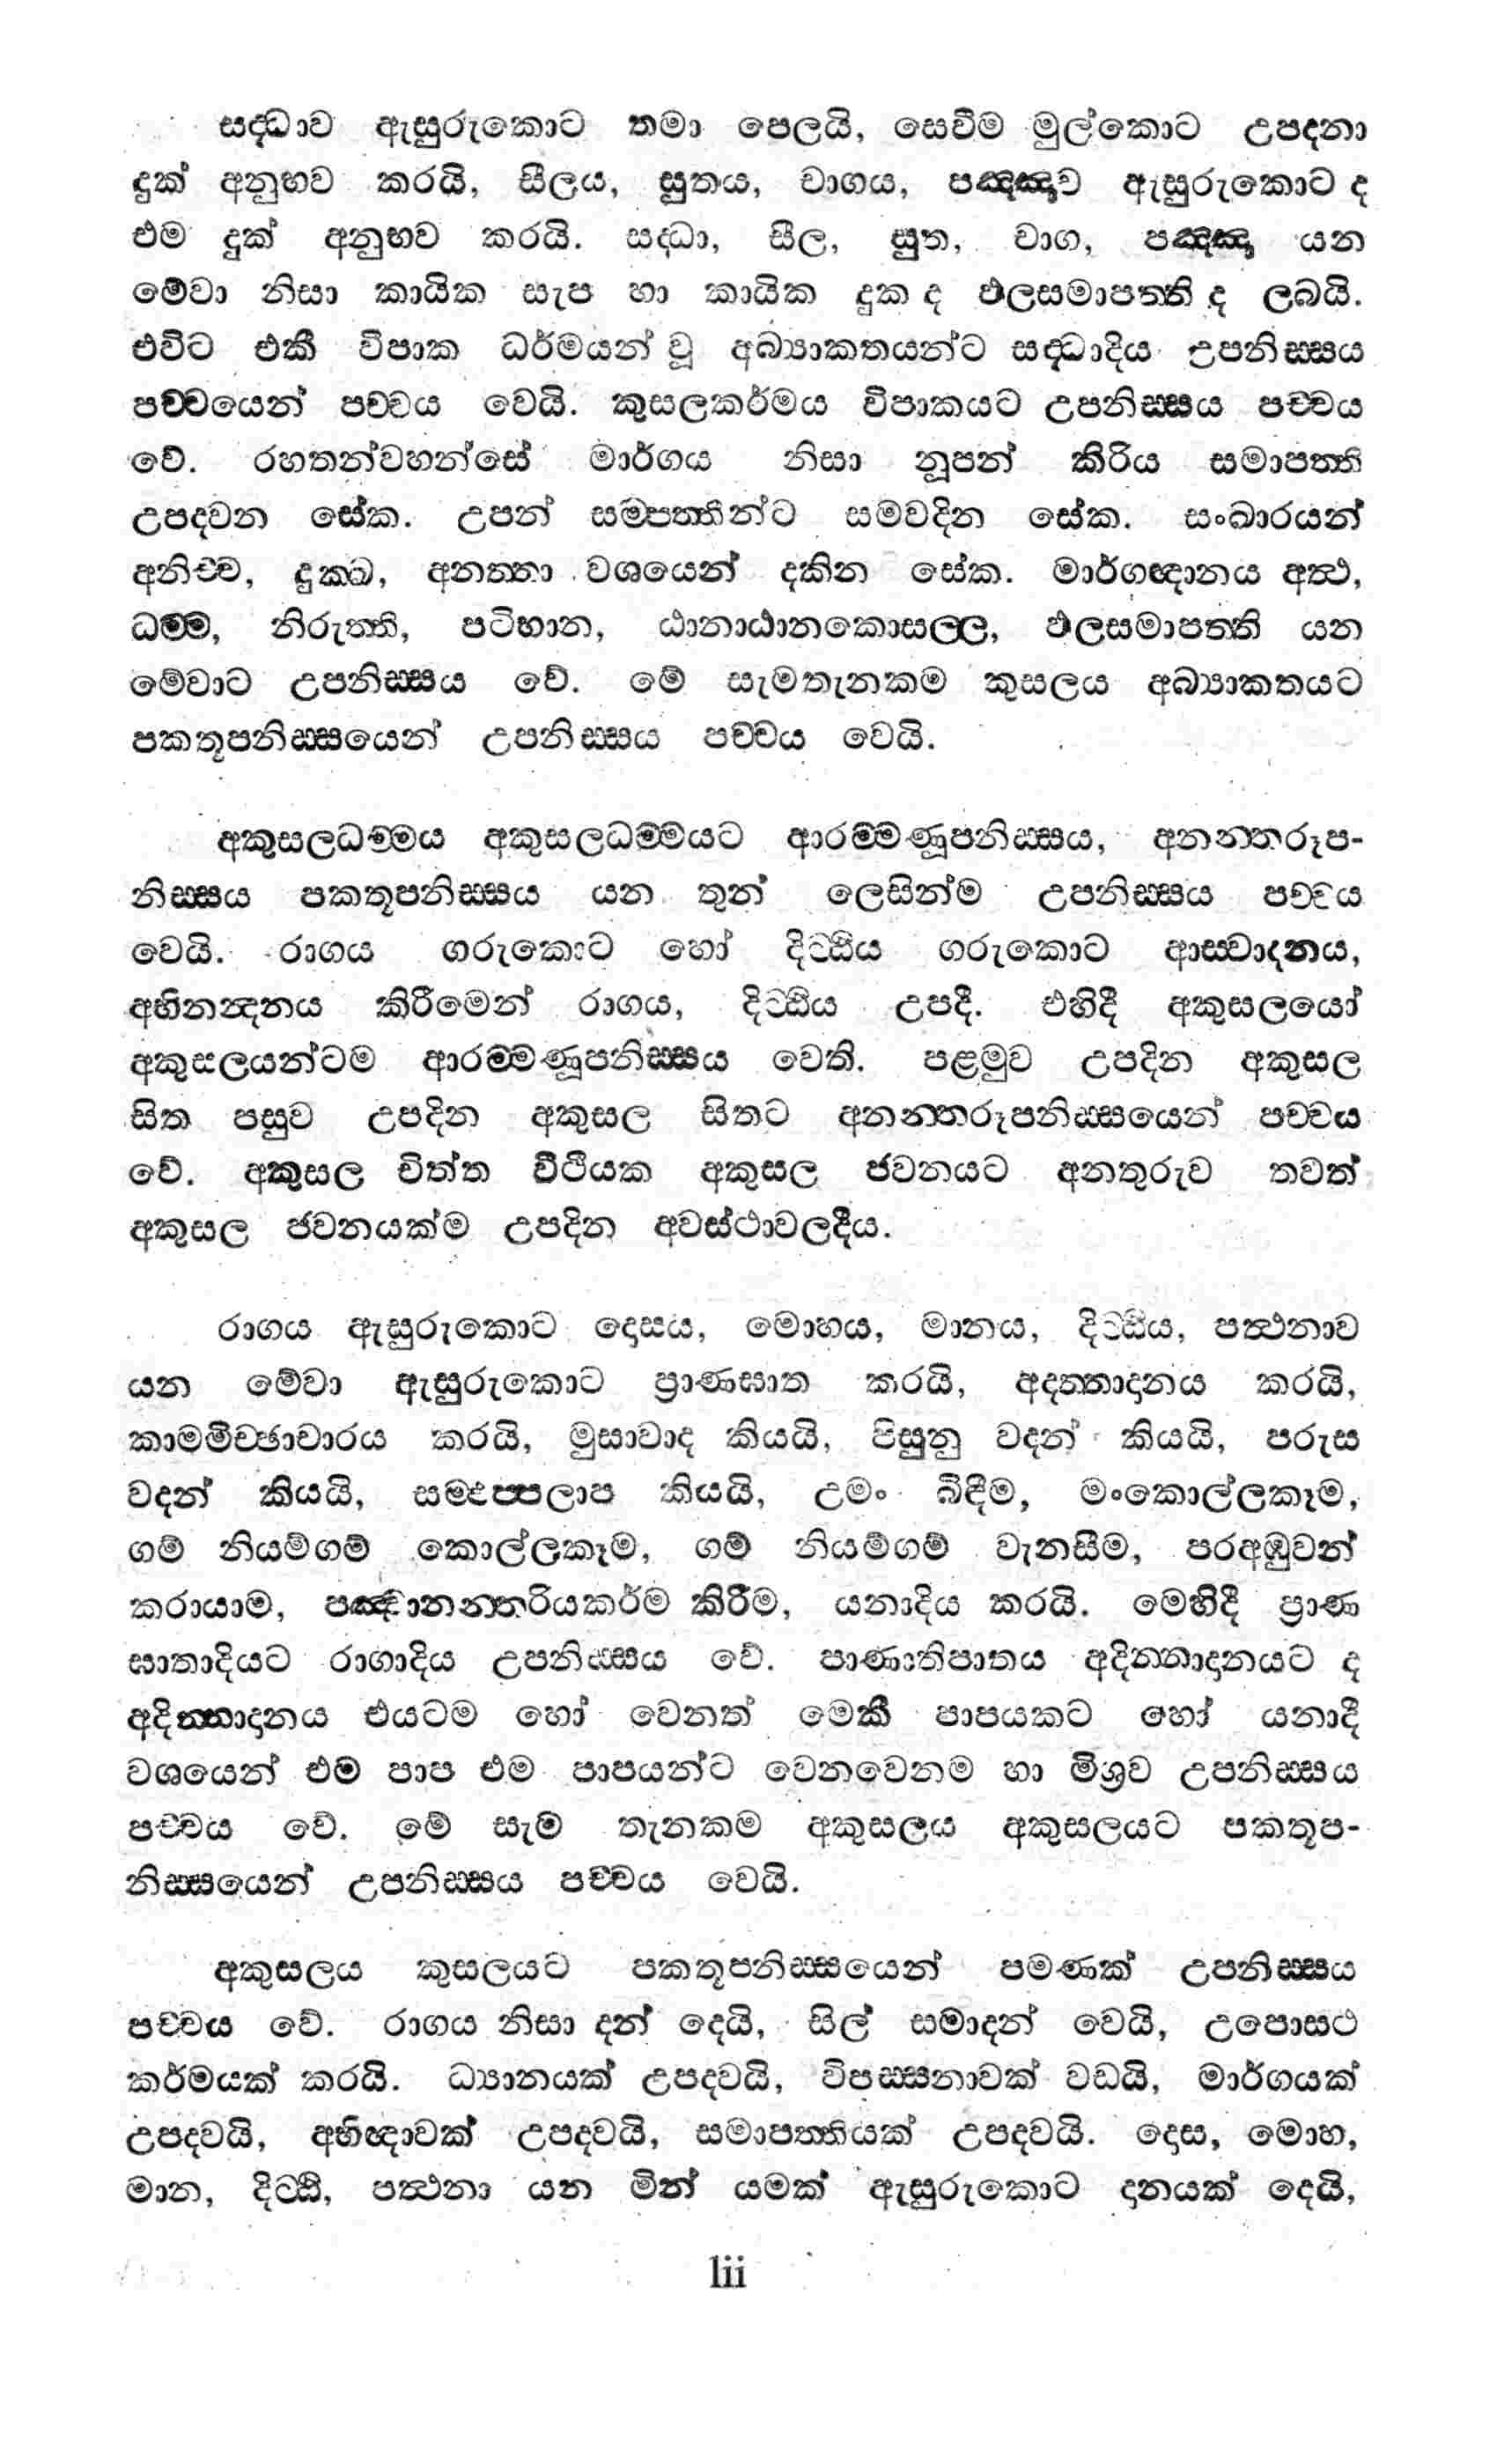 සද්ධාව ඇසුරුකොට තමා පෙලයි, සෙවීම මුල්කොට උපදනා
දුක් අනුභව කරයි, සීලය, සුතය, චාගය, පඤ්ඤාව ඇසුරුකොට ද
එම දුක් අනුභව කරයි. සද්ධා, සීල, සුත, චාග, පඤ්ඤා යන
මේවා නිසා කායික සැප හා කායික දුක ද ඵලසමාපත්ති ද ලබයි.
එවිට එකී විපාක ධර්මයන් වූ අබ්‍යාකතයන්ට සද්ධාදිය උපනිස්සය
පච්චයෙන් පච්චය වෙයි. කුසලකර්මය විපාකයට උපනිස්සය පච්චය
වේ. රහතන්වහන්සේ මාර්ගය නිසා නූපන් කිරිය සමාපත්ති
උපදවන සේක. උපන් සම්පත්තීන්ට සමවදින සේක. සංඛාරයන්
අනිච්ච, දුක්ඛ, අනත්තා වශයෙන් දකින සේක. මාර්ගඥානය අත්ථ,
ධම්ම, නිරුත්ති, පටිභාන, ඨානාඨානකොසල්ල, ඵලසමාපත්ති යන
මේවාට උපනිස්සය වේ. මේ සැමතැනකම කුසලය අබ්‍යාකතයට
පකතූපනිස්සයෙන් උපනිස්සය පච්චය වෙයි.
අකුසලධම්මය අකුසලධම්මයට ආරම්මණූපනිස්සය, අනන්තරූප-
නිස්සය පකතූපනිස්සය යන තුන් ලෙසින්ම උපනිස්සය පච්චය
වෙයි. රාගය ගරුකොට හෝ දිට්ඨිය ගරුකොට ආස්වාදනය,
අභිනන්‍දනය කිරීමෙන් රාගය, දිට්ඨිය උපදී. එහිදී අකුසලයෝ
අකුසලයන්ටම ආරම්මණූපනිස්සය වෙති. පළමුව උපදින අකුසල
සිත පසුව උපදින අකුසල සිතට අනන්තරූපනිස්සයෙන් පච්චය
වේ. අකුසල චිත්ත වීථියක අකුසල ජවනයට අනතුරුව තවත්
අකුසල ජවනයක්ම උපදින අවස්ථාවලදීය.
රාගය ඇසුරුකොට දොසය, මොහය, මානය, දිට්ඨිය, පත්ථනාව
යන මේවා ඇසුරුකොට ප්‍රාණඝාත කරයි, අදත්තාදානය කරයි,
කාමමිච්ඡාචාරය කරයි, මුසාවාද කියයි, පිසුනු වදන් කියයි, පරුස
වදන් කියයි, සම්ඵප්පලාප කියයි, උමං බිඳීම, මංකොල්ලකෑම,
ගම් නියම්ගම් කොල්ලකෑම, ගම් නියම්ගම් වැනසීම, පරඅඹුවන්
කරායාම, පඤ්චානන්තරියකර්ම කිරීම, යනාදිය කරයි. මෙහිදී ප්‍රාණ
ඝාතාදියට රාගාදිය උපනිස්සය වේ. පාණාතිපාතය අදින්නාදානයට ද
අදින්නාදානය එයටම හෝ වෙනත් මෙකී පාපයකට හෝ යනාදී
වශයෙන් එම පාප එම පාපයන්ට වෙනවෙනම හා මිශ්‍රව උපනිස්සය
පච්චය වේ. මේ සැම තැනකම අකුසලය අකුසලයට පකතූප-
නිස්සයෙන් උපනිස්සය පච්චය වෙයි.
අකුසලය කුසලයට පකතූපනිස්සයෙන් පමණක් උපනිස්සය
පච්චය වේ. රාගය නිසා දන් දෙයි, සිල් සමාදන් වෙයි, උපොසථ
කර්මයක් කරයි. ධ්‍යානයක් උපදවයි, විපස්සනාවක් වඩයි, මාර්ගයක්
උපදවයි, අභිඥාවක් උපදවයි, සමාපත්තියක් උපදවයි. දොස, මොහ,
මාන, දිට්ඨි, පත්ථනා යන මින් යමක් ඇසුරුකොට දානයක් දෙයි,
lii